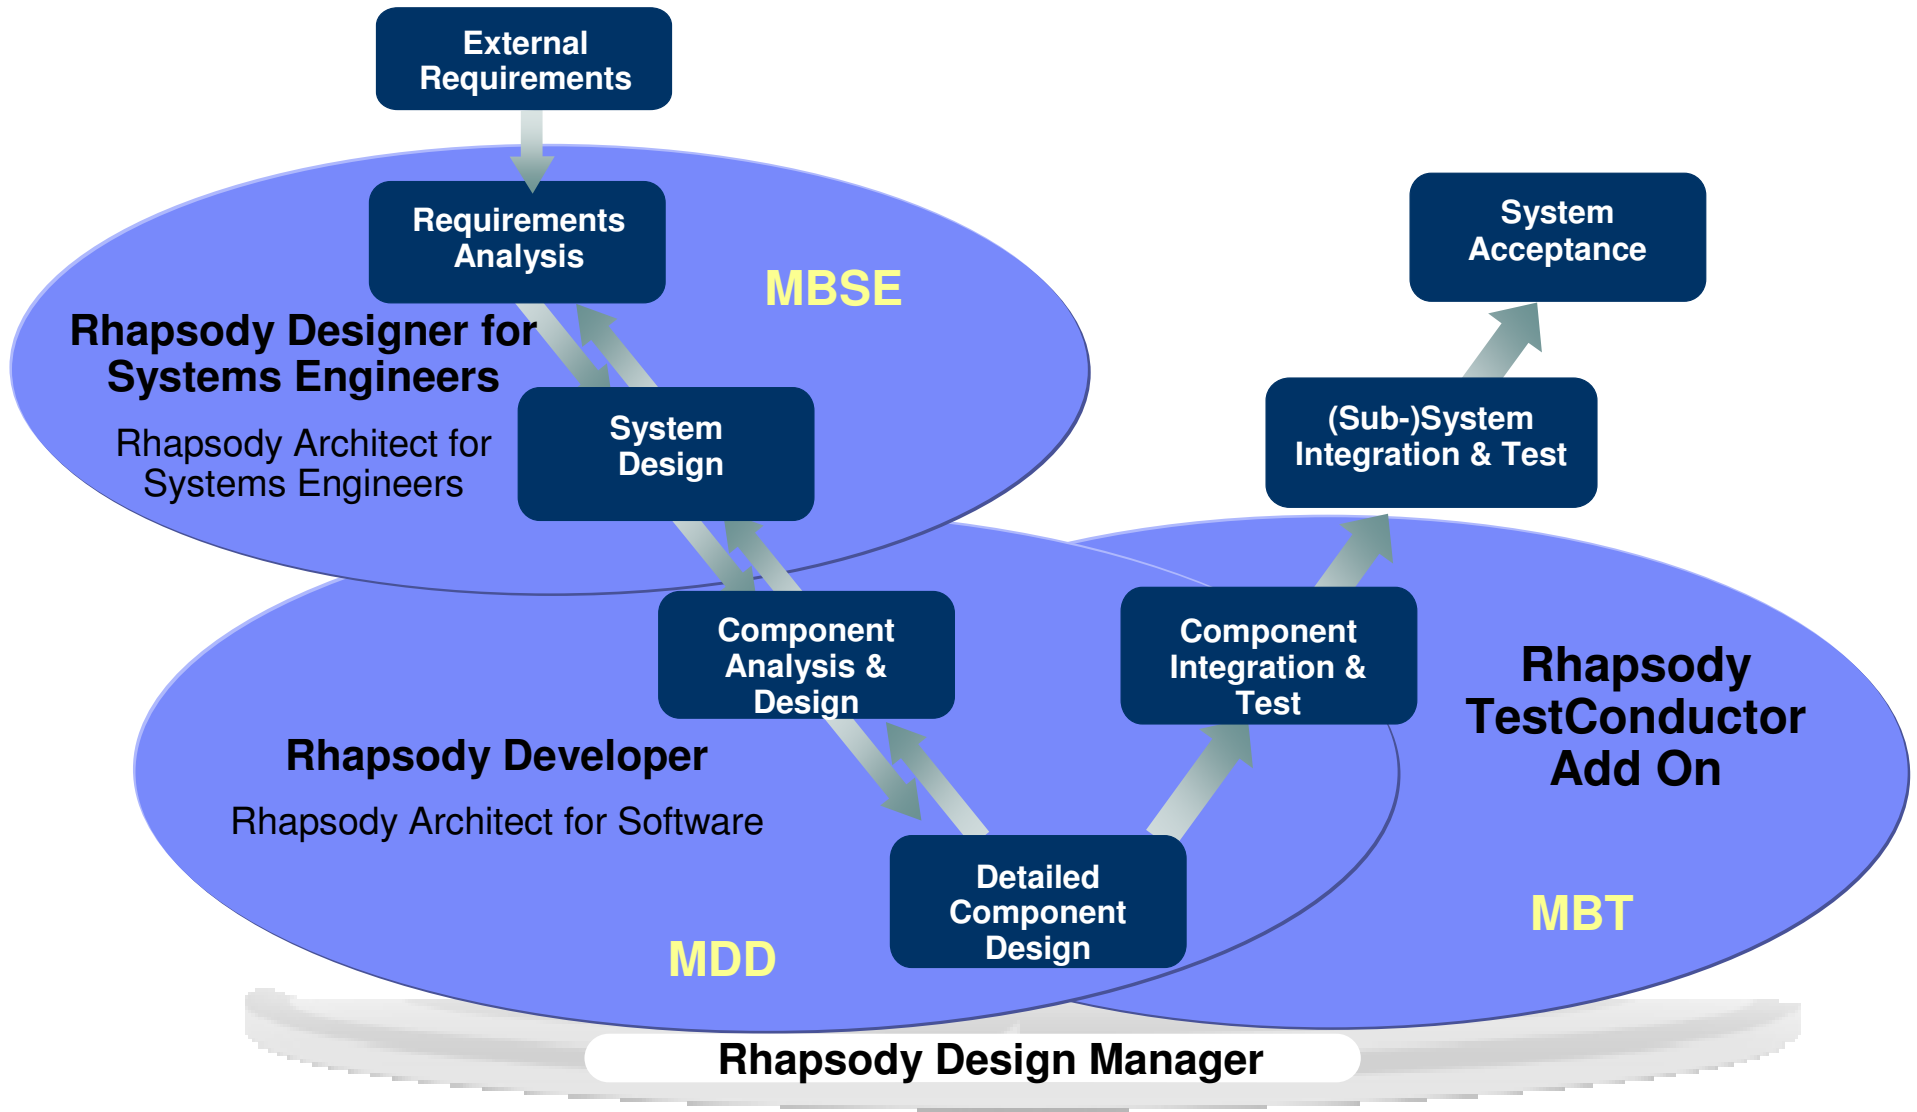 External
Requirements
Requirements
Analysis
MBSE
System
Acceptance
Rhapsody Designer for
Systems Engineers
Rhapsody Architect for
Systems Engineers
System
Design
(Sub-)System
Integration & Test
Component
Analysis &
Design
Component
Integration &
Test
Rhapsody
TestConductor
Add On
Rhapsody Developer
Rhapsody Architect for Software
Detailed
Component
Design
MBT
MDD
Rhapsody Design Manager